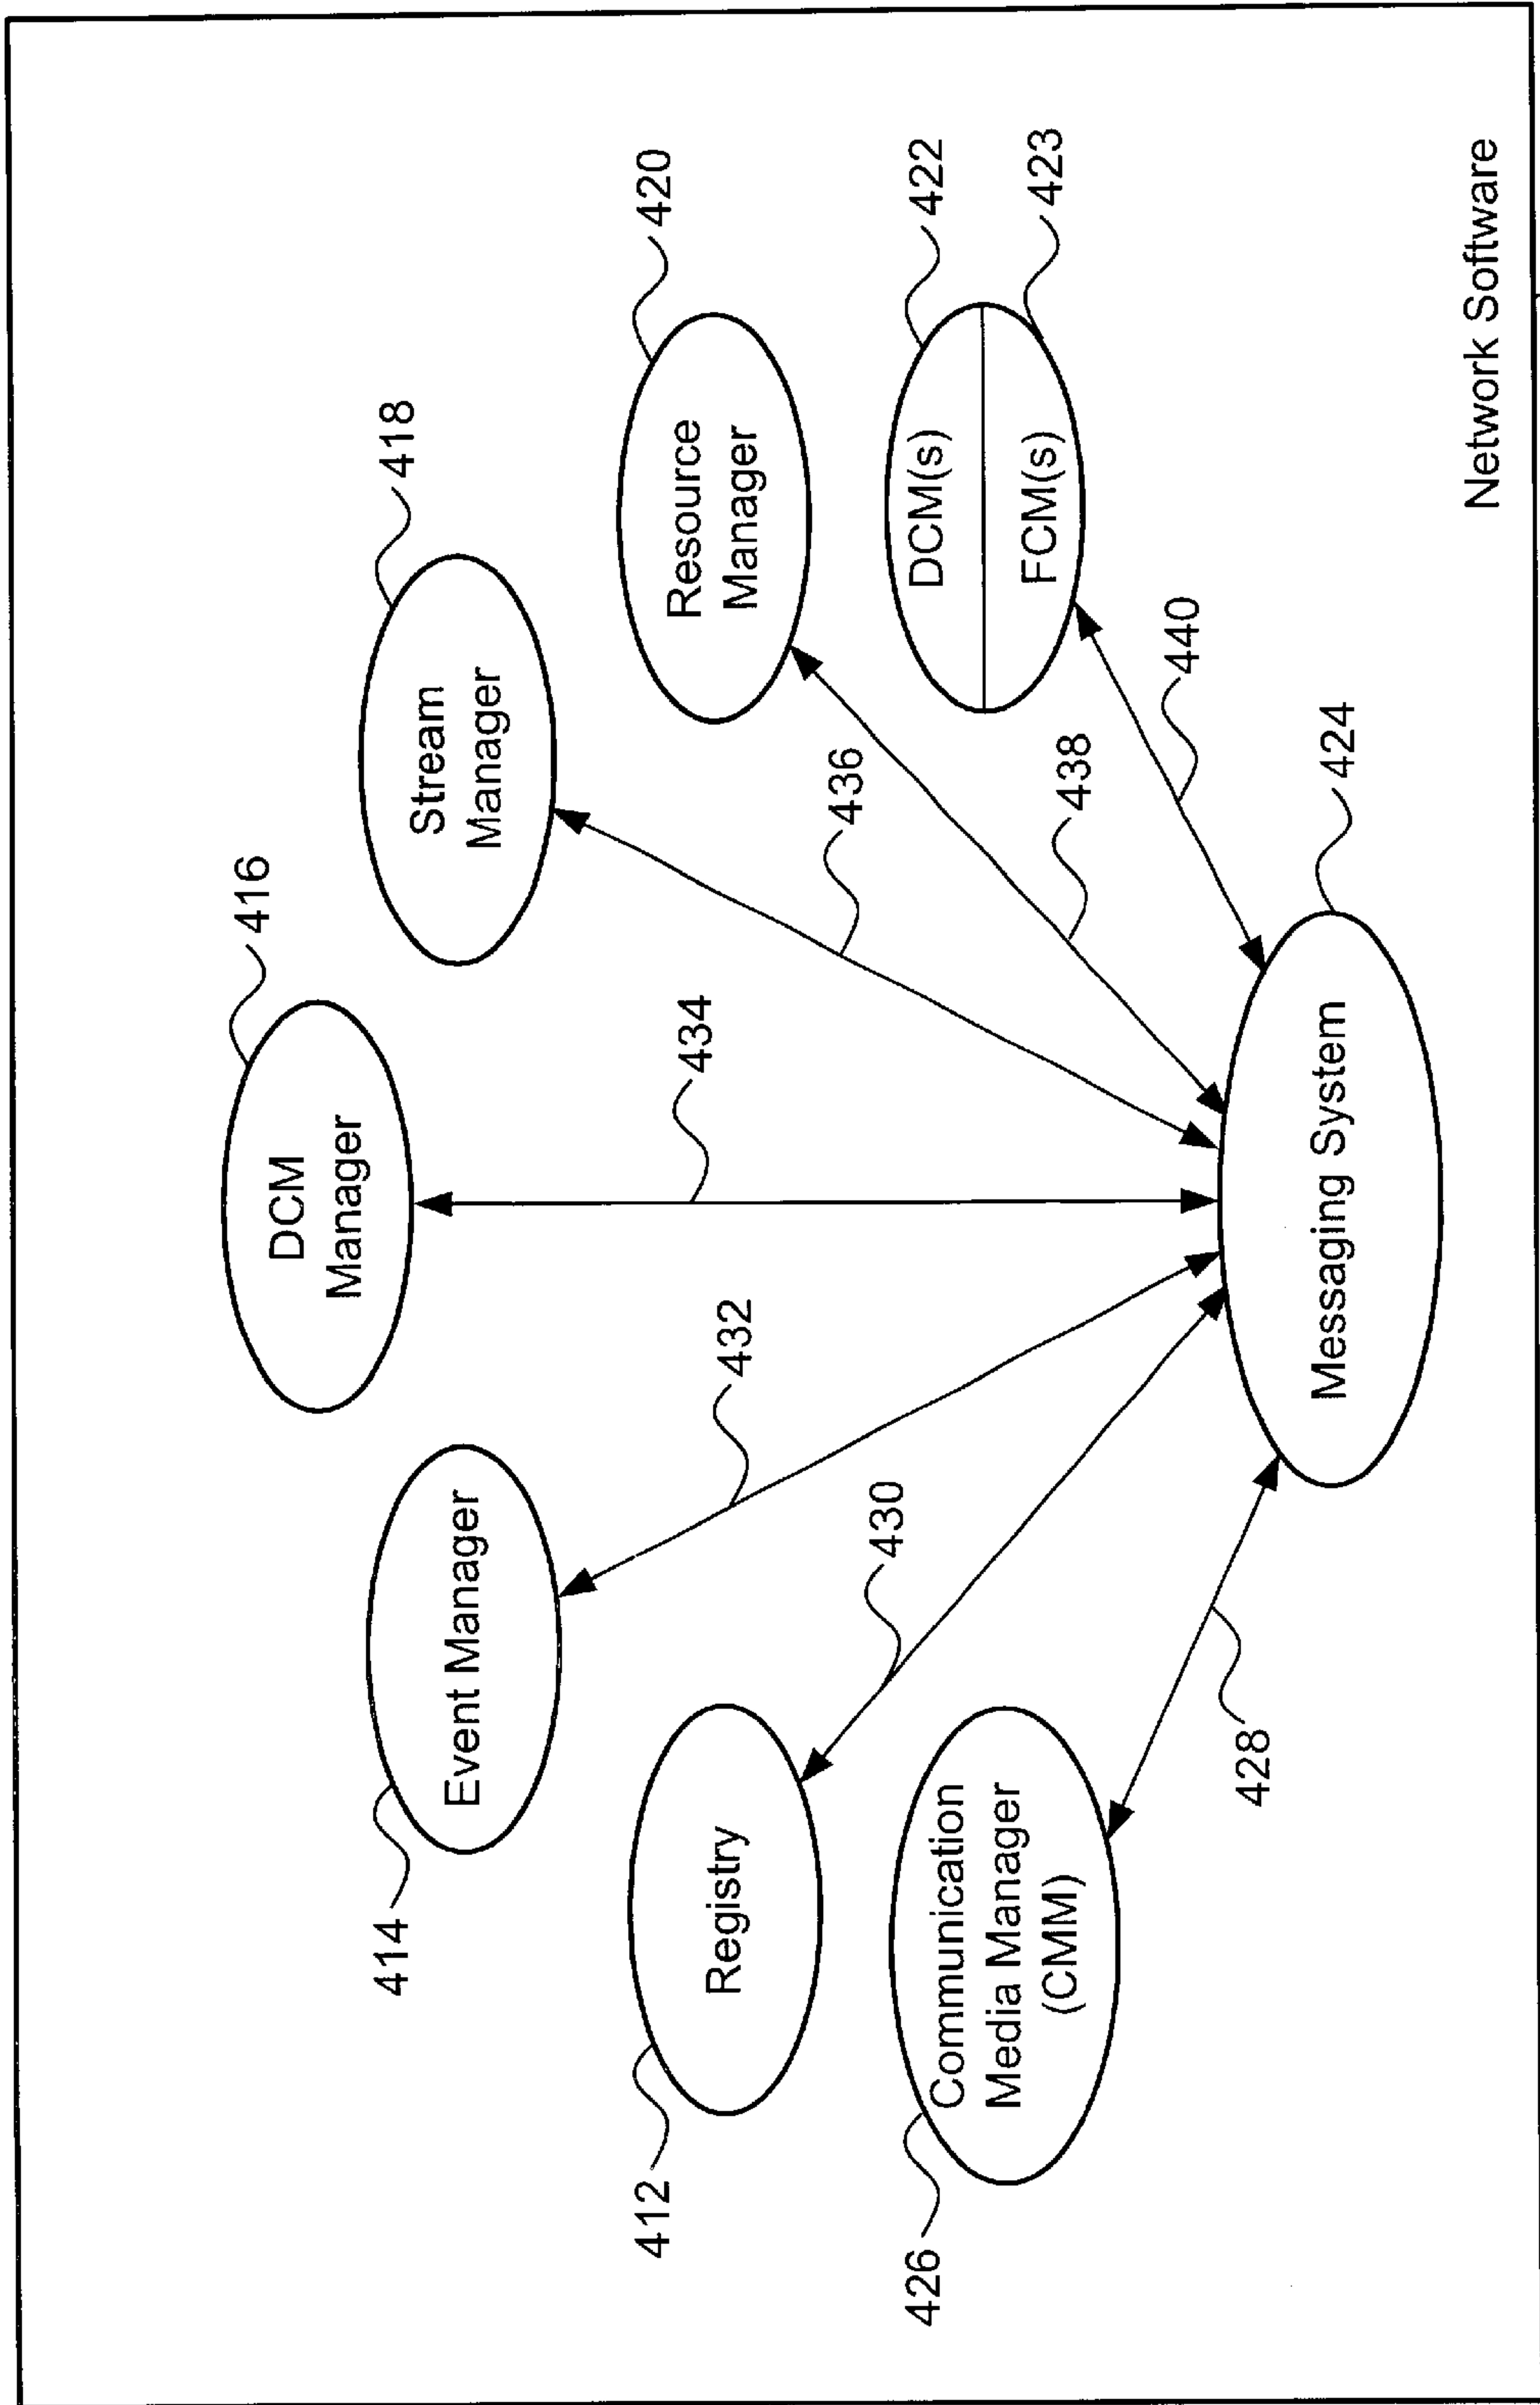 416
DCM
Manager
414
Event Manager
418
Stream
Manager
434
432
436
412
Registry
420
Resource
Manager
430
438
426
Communication
Media Manager
(CMM)
422
DCM(s)
FCM(s)
423
440
428
424
Messaging System
Network Software